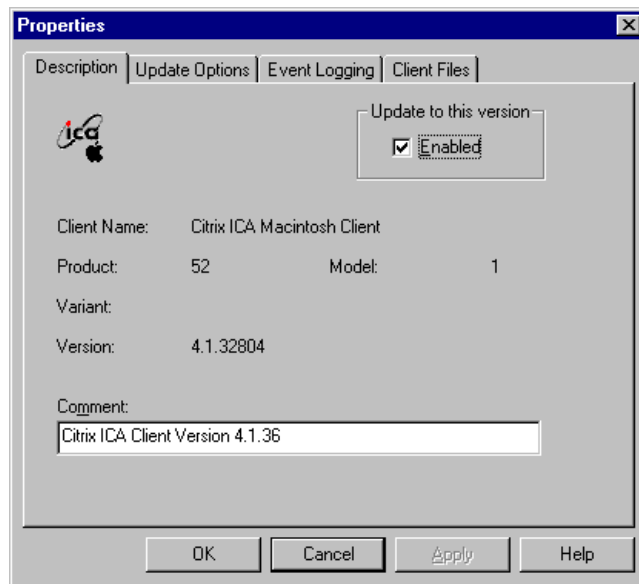 Properties
Description Update Options Event Logging Client Files
ica
Update to this version
Enabled
Client Name: Citrix ICA Macintosh Client
Product: 52 Model: 1
Variant:
Version: 4.1.32804
Comment:
Citrix ICA Client Version 4.1.36
OK Cancel Apply Help